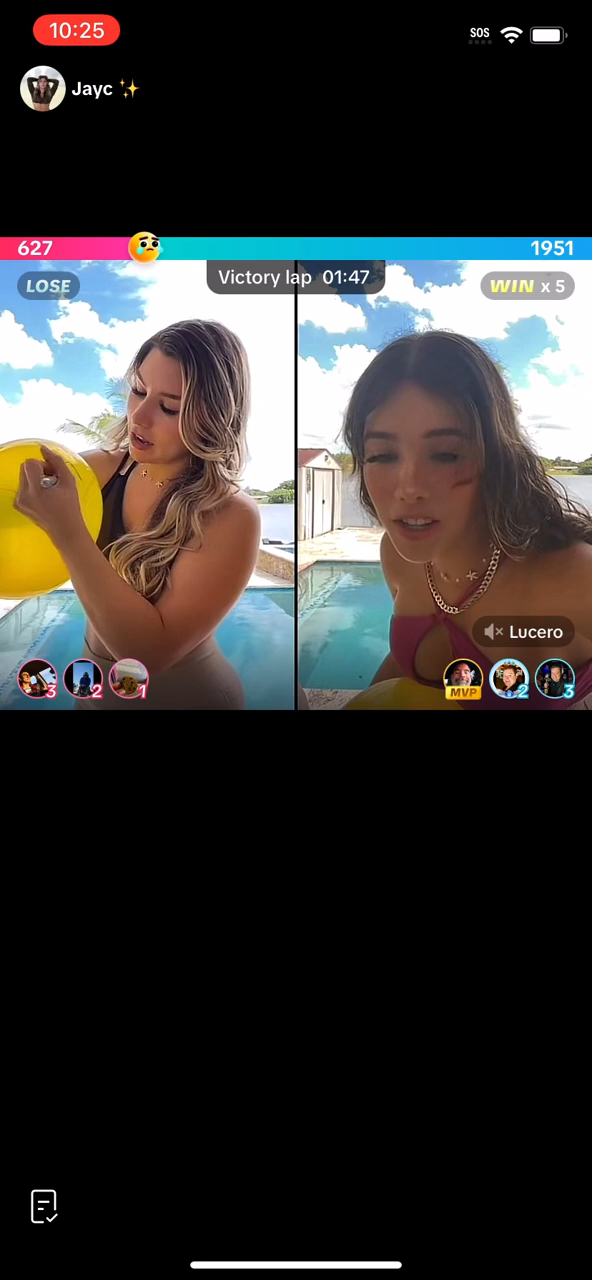 10:25
SOS
Jayc ✨
627
1951
Victory lap 01:47
LOSE
WIN x 5
Lucero
3
2
1
MVP
2
3